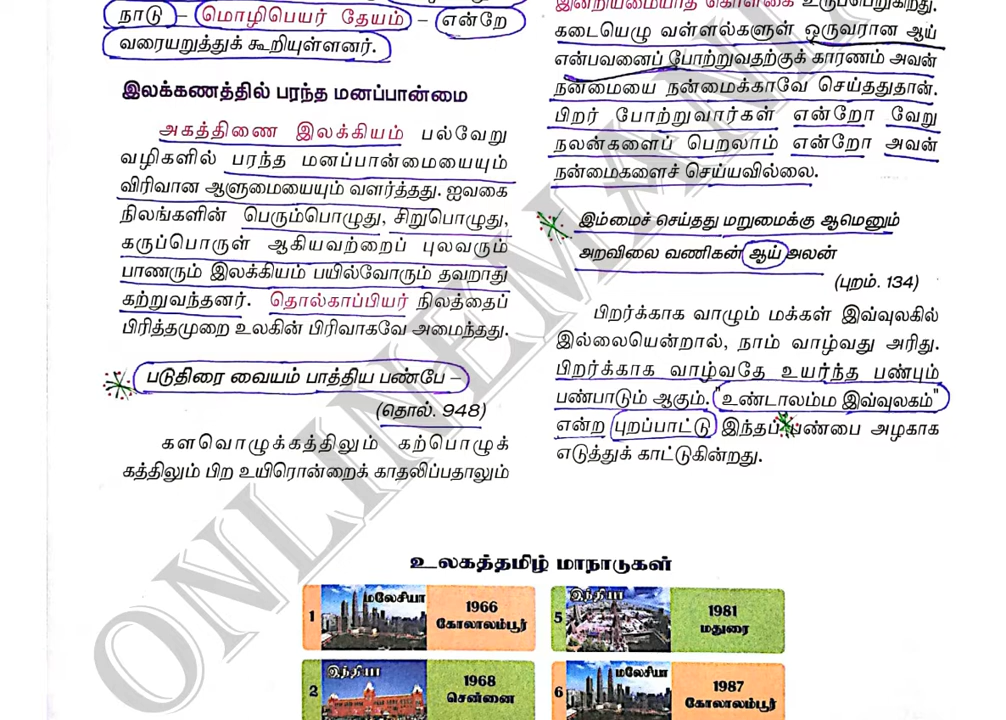 நாடு – மொழிபெயர் தேயம் – என்றே
வரையறுத்துக் கூறியுள்ளனர்.
இலக்கணத்தில் பரந்த மனப்பான்மை
அகத்திணை இலக்கியம் பல்வேறு
வழிகளில் பரந்த மனப்பான்மையையும்
விரிவான ஆளுமையையும் வளர்த்தது. ஐவகை
நிலங்களின் பெரும்பொழுது, சிறுபொழுது,
கருப்பொருள் ஆகியவற்றைப் புலவரும்
பாணரும் இலக்கியம் பயில்வோரும் தவறாது
கற்றுவந்தனர். தொல்காப்பியர் நிலத்தைப்
பிரித்தமுறை உலகின் பிரிவாகவே அமைந்தது.
படுதிரை வையம் பாத்திய பண்பே –
(தொல். 948)
களவொழுக்கத்திலும் கற்பொழுக்
கத்திலும் பிற உயிரொன்றைக் காதலிப்பதாலும்
இன்றியமையாத கொள்கை உருப்பெறுகிறது.
கடையெழு வள்ளல்களுள் ஒருவரான ஆய்
என்பவனைப் போற்றுவதற்குக் காரணம் அவன்
நன்மையை நன்மைக்காவே செய்ததுதான்.
பிறர் போற்றுவார்கள் என்றோ வேறு
நலன்களைப் பெறலாம் என்றோ அவன்
நன்மைகளைச் செய்யவில்லை.
இம்மைச் செய்தது மறுமைக்கு ஆமெனும்
அறவிலை வணிகன் ஆய் அலன்
(புறம். 134)
பிறர்க்காக வாழும் மக்கள் இவ்வுலகில்
இல்லையென்றால், நாம் வாழ்வது அரிது.
பிறர்க்காக வாழ்வதே உயர்ந்த பண்பும்
பண்பாடும் ஆகும். "உண்டாலம்ம இவ்வுலகம்"
என்ற புறப்பாட்டு இந்தப் பண்பை அழகாக
எடுத்துக் காட்டுகின்றது.
உலகத்தமிழ் மாநாடுகள்
1 மலேசியா 1966 கோலாலம்பூர்
2 இந்தியா 1968 சென்னை
5 இந்தியா 1981 மதுரை
6 மலேசியா 1987 கோலாலம்பூர்